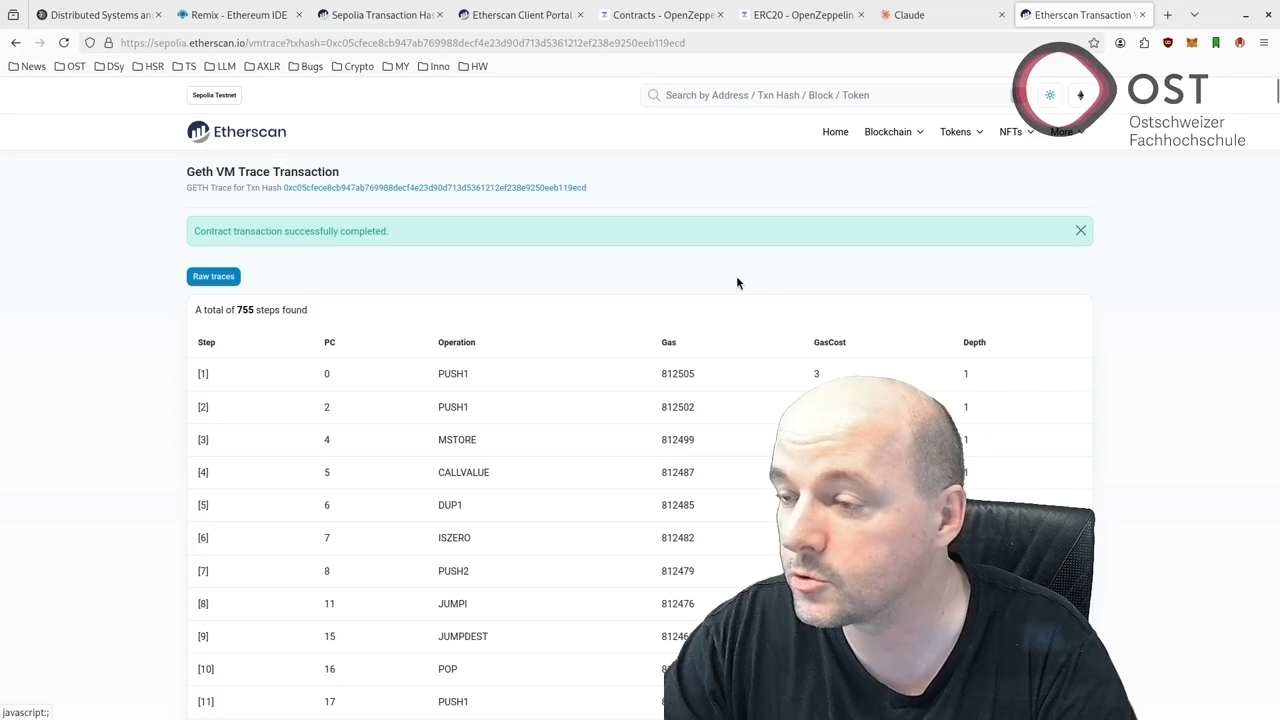 Distributed Systems an
Remix - Ethereum IDE
Sepolia Transaction Has
Etherscan Client Portal
Contracts - OpenZeppe
ERC20 - OpenZeppelin
Claude
Etherscan Transaction V
https://sepolia.etherscan.io/vmtrace?txhash=0xc05cfece8cb947ab769988decf4e23d90d713d5361212ef238e9250eeb119ecd
News OST DSy HSR TS LLM AXLR Bugs Crypto MY Inno HW
Sepolia Testnet
Search by Address / Txn Hash / Block / Token
OST
Ostschweizer
Fachhochschule
Etherscan
Home Blockchain Tokens NFTs More
Geth VM Trace Transaction
GETH Trace for Txn Hash 0xc05cfece8cb947ab769988decf4e23d90d713d5361212ef238e9250eeb119ecd
Contract transaction successfully completed.
Raw traces
A total of 755 steps found
Step PC Operation Gas GasCost Depth
[1] 0 PUSH1 812505 3 1
[2] 2 PUSH1 812502 1
[3] 4 MSTORE 812499 1
[4] 5 CALLVALUE 812487 1
[5] 6 DUP1 812485
[6] 7 ISZERO 812482
[7] 8 PUSH2 812479
[8] 11 JUMPI 812476
[9] 15 JUMPDEST
[10] 16 POP
[11] 17 PUSH1
javascript:;